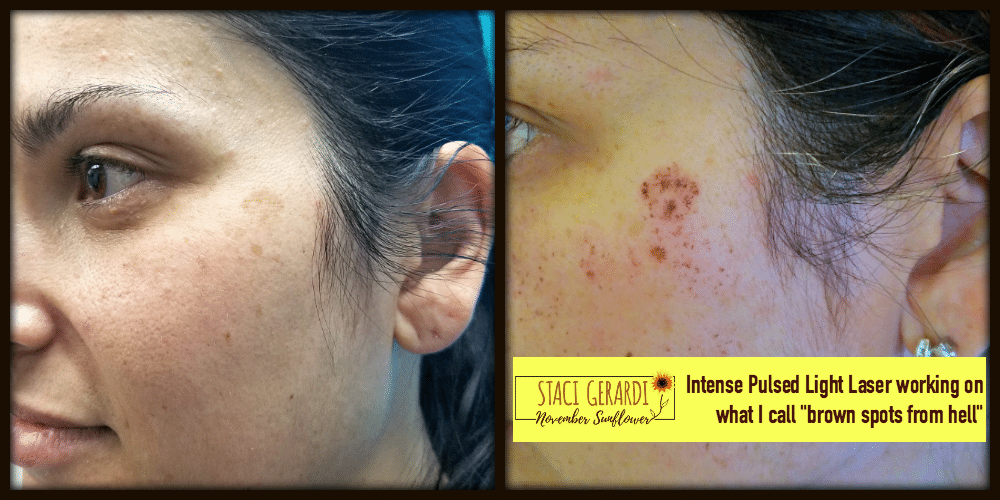 STACI GERARDI
November Sunflower
Intense Pulsed Light Laser working on
what I call "brown spots from hell"